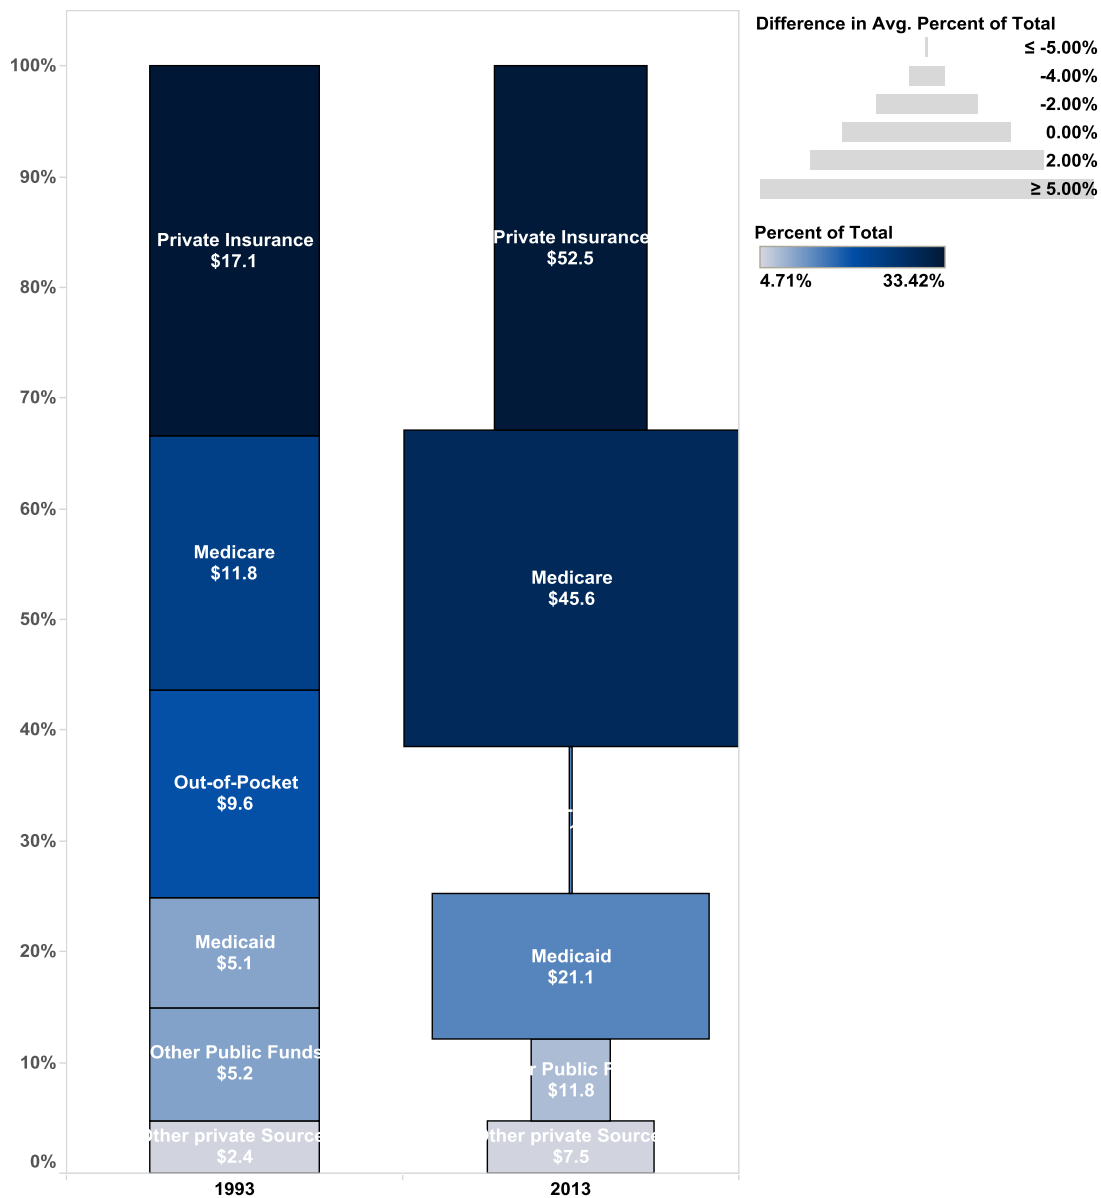 Difference in Avg. Percent of Total
≤ -5.00%
-4.00%
-2.00%
0.00%
2.00%
≥ 5.00%
Percent of Total
4.71%
33.42%
100%
90%
80%
70%
60%
50%
40%
30%
20%
10%
0%
Private Insurance
$17.1
Medicare
$11.8
Out-of-Pocket
$9.6
Medicaid
$5.1
Other Public Funds
$5.2
Other private Source
$2.4
1993
Private Insurance
$52.5
Medicare
$45.6
Medicaid
$21.1
r Public F
$11.8
Other private Source
$7.5
2013